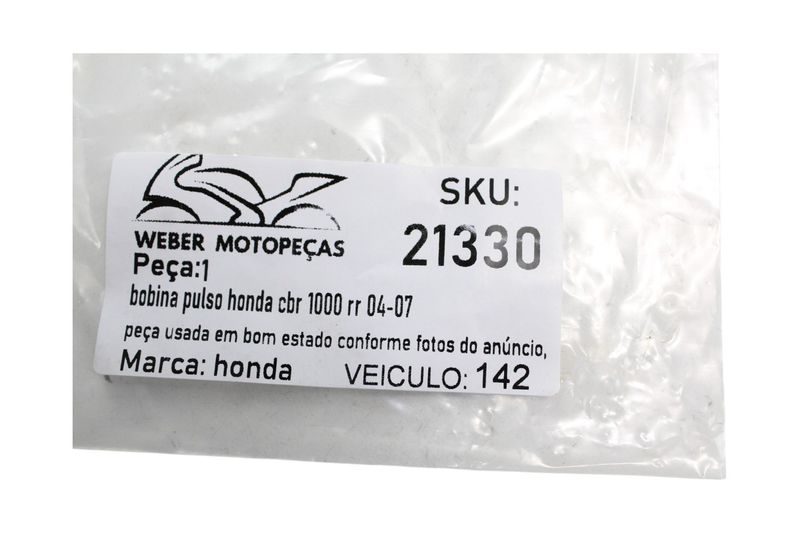 WEBER MOTOPEÇAS
SKU:
21330
Peça:1
bobina pulso honda cbr 1000 rr 04-07
peça usada em bom estado conforme fotos do anúncio,
Marca: honda
VEICULO: 142